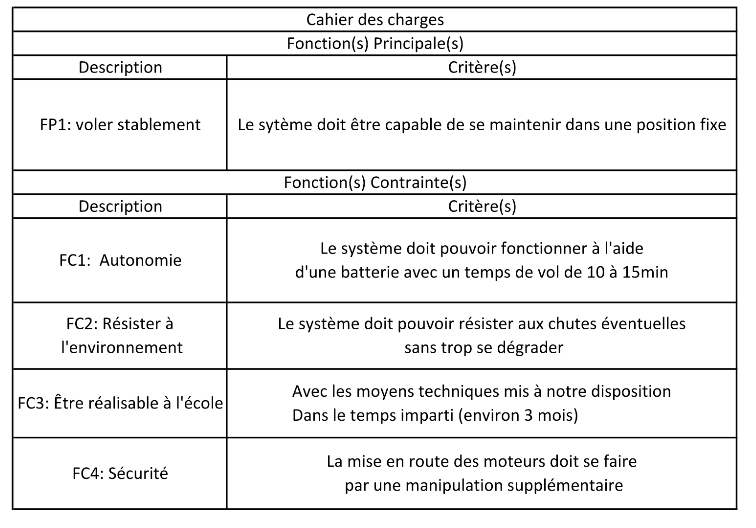 Cahier des charges
Fonction(s) Principale(s)
Description
Critère(s)
FP1: voler stablement
Le sytème doit être capable de se maintenir dans une position fixe
Fonction(s) Contrainte(s)
Description
Critère(s)
FC1:  Autonomie
Le système doit pouvoir fonctionner à l'aide
d'une batterie avec un temps de vol de 10 à 15min
FC2: Résister à
l'environnement
Le système doit pouvoir résister aux chutes éventuelles
sans trop se dégrader
FC3: Être réalisable à l'école
Avec les moyens techniques mis à notre disposition
Dans le temps imparti (environ 3 mois)
FC4: Sécurité
La mise en route des moteurs doit se faire
par une manipulation supplémentaire